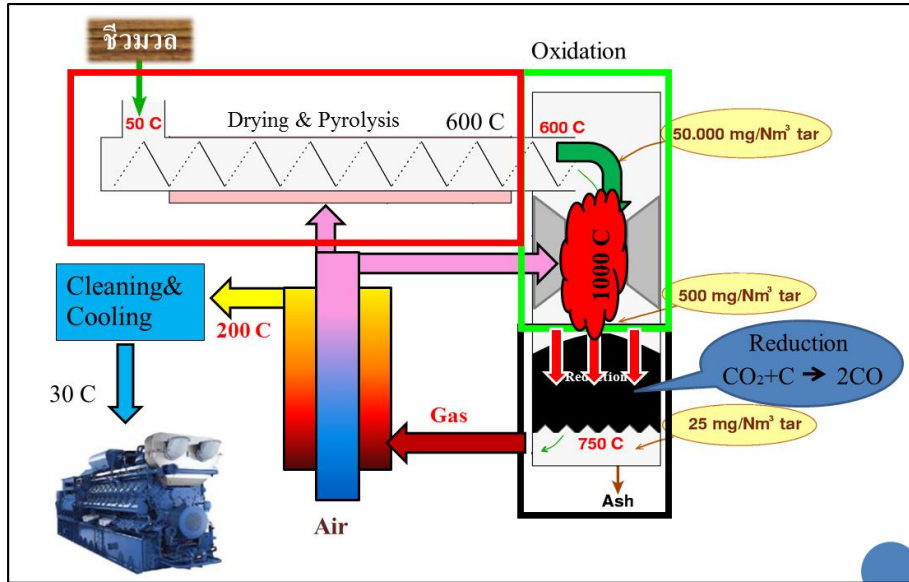 ชีวมวล
Oxidation
50 C
Drying & Pyrolysis
600 C
600 C
50.000 mg/Nm³ tar
1000 C
Cleaning&
Cooling
200 C
500 mg/Nm³ tar
Reduction
CO₂+C → 2CO
Reduction
30 C
Gas
750 C
25 mg/Nm³ tar
Ash
Air